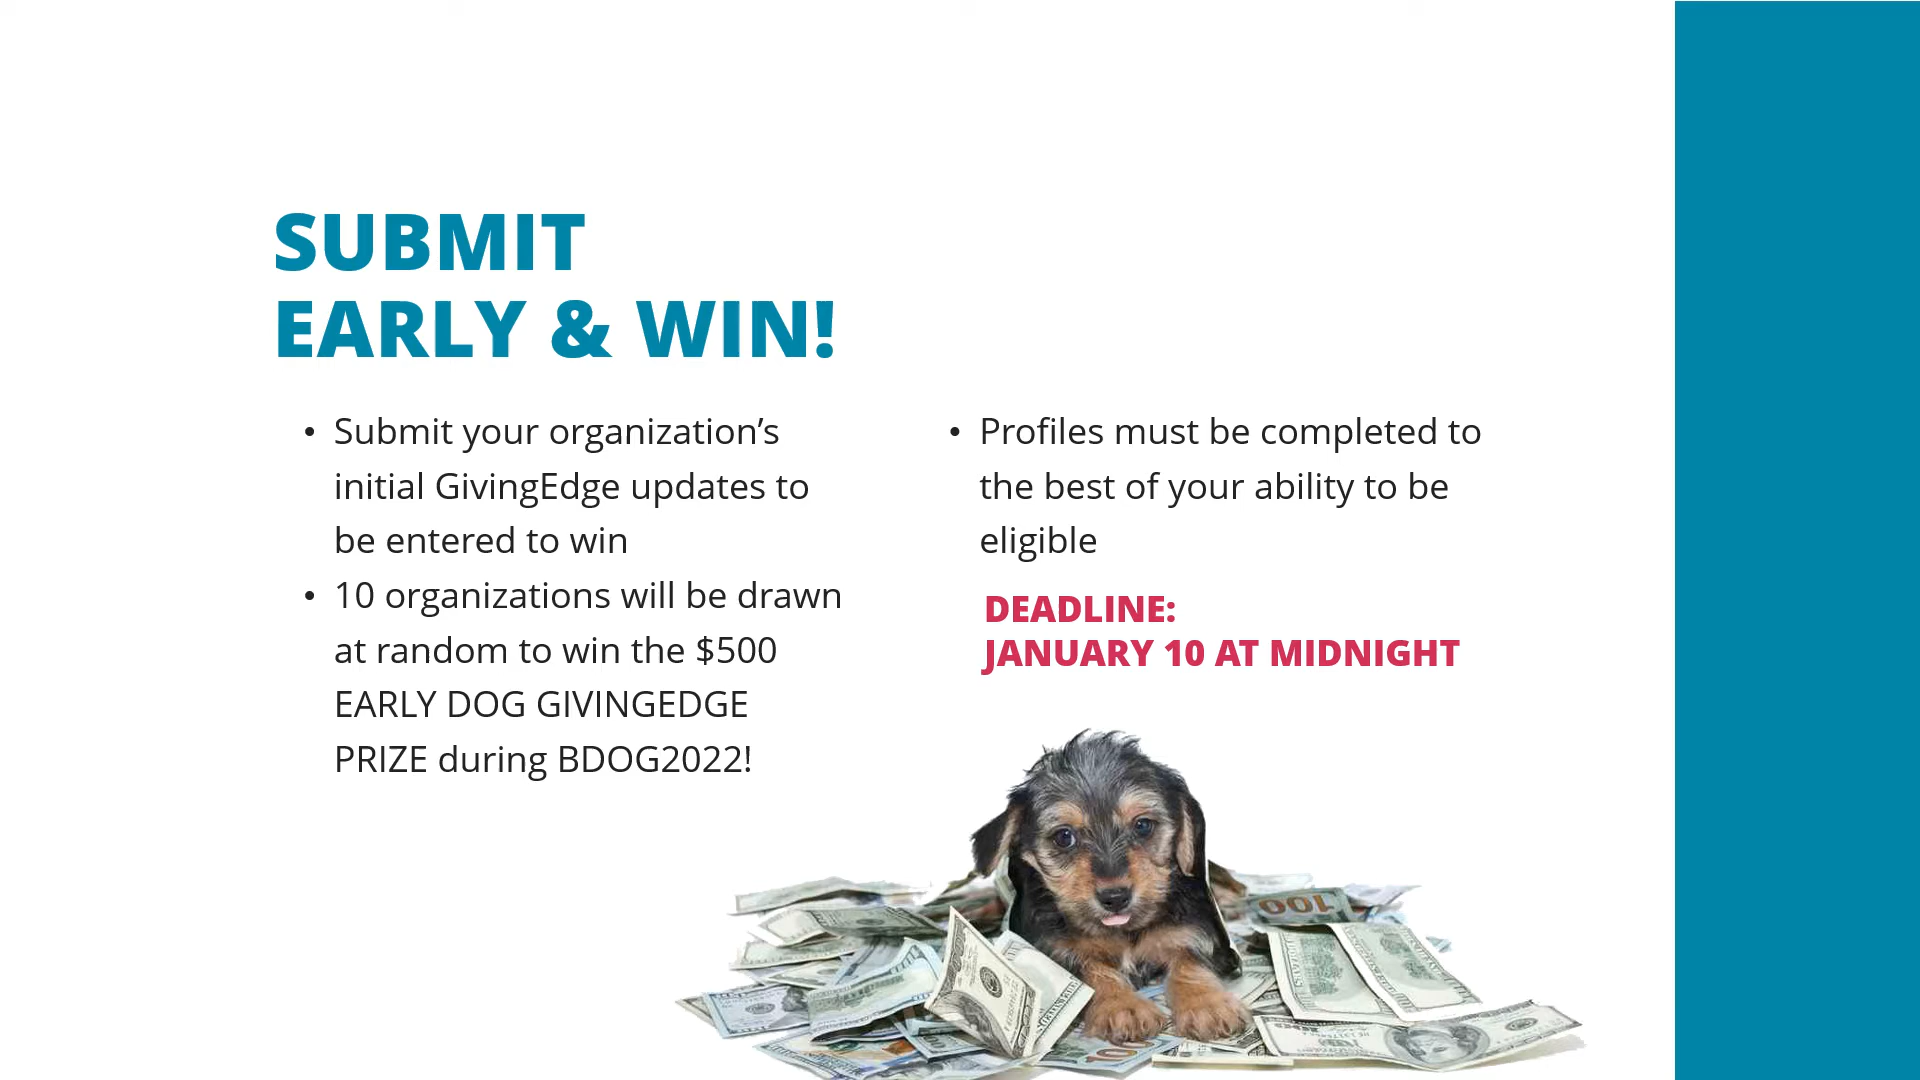 SUBMIT
EARLY & WIN!
• Submit your organization’s
initial GivingEdge updates to
be entered to win
• 10 organizations will be drawn
at random to win the $500
EARLY DOG GIVINGEDGE
PRIZE during BDOG2022!
• Profiles must be completed to
the best of your ability to be
eligible
DEADLINE:
JANUARY 10 AT MIDNIGHT
100
100